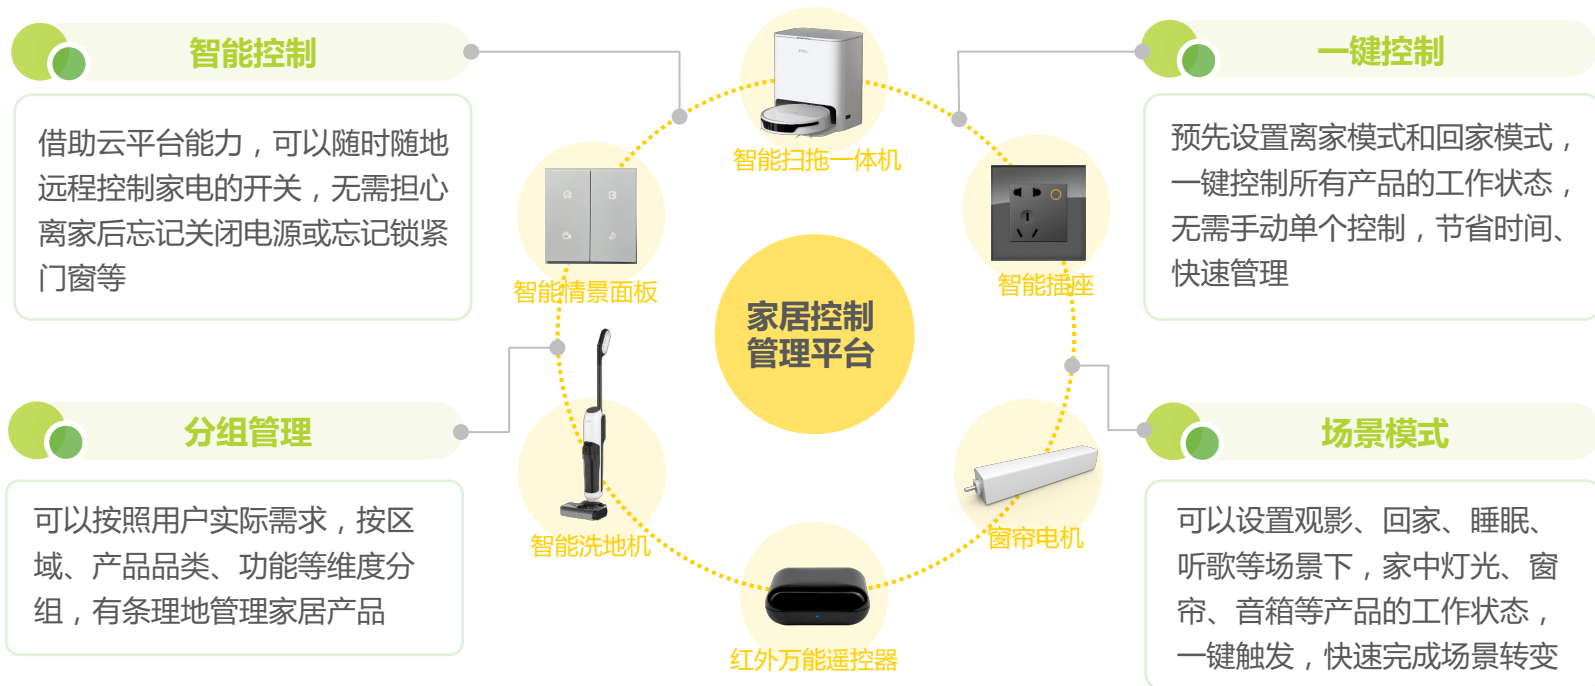 智能控制
借助云平台能力，可以随时随地
远程控制家电的开关，无需担心
离家后忘记关闭电源或忘记锁紧
门窗等
一键控制
预先设置离家模式和回家模式，
一键控制所有产品的工作状态，
无需手动单个控制，节省时间、
快速管理
智能扫拖一体机
智能情景面板
智能插座
家居控制
管理平台
智能洗地机
窗帘电机
红外万能遥控器
分组管理
可以按照用户实际需求，按区
域、产品品类、功能等维度分
组，有条理地管理家居产品
场景模式
可以设置观影、回家、睡眠、
听歌等场景下，家中灯光、窗
帘、音箱等产品的工作状态，
一键触发，快速完成场景转变